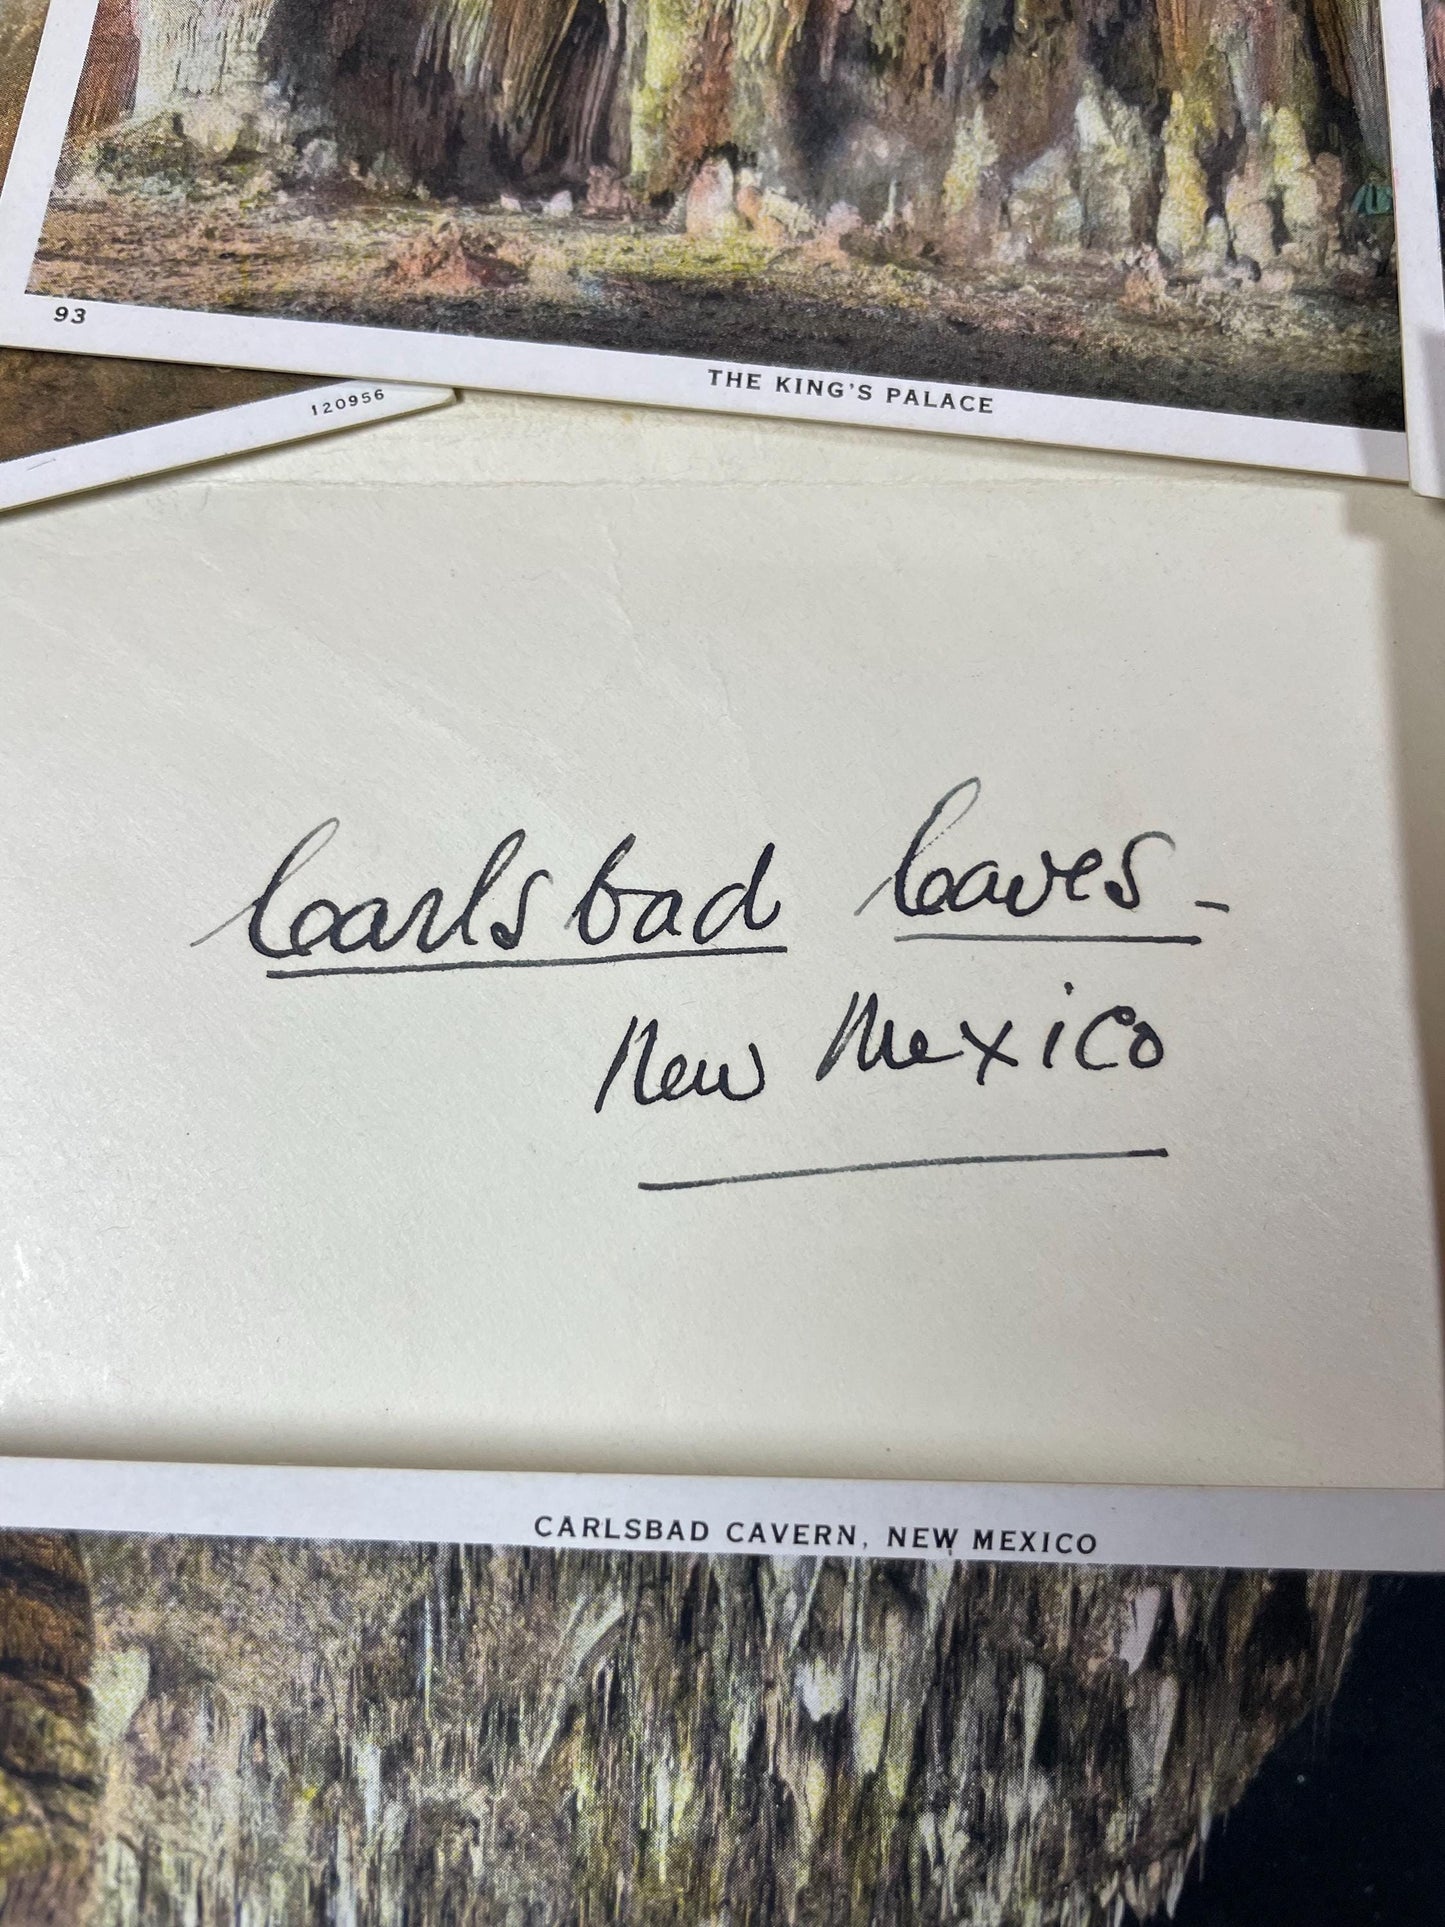 93
THE KING'S PALACE
120956
Carlsbad Caves -
New Mexico
CARLSBAD CAVERN, NEW MEXICO